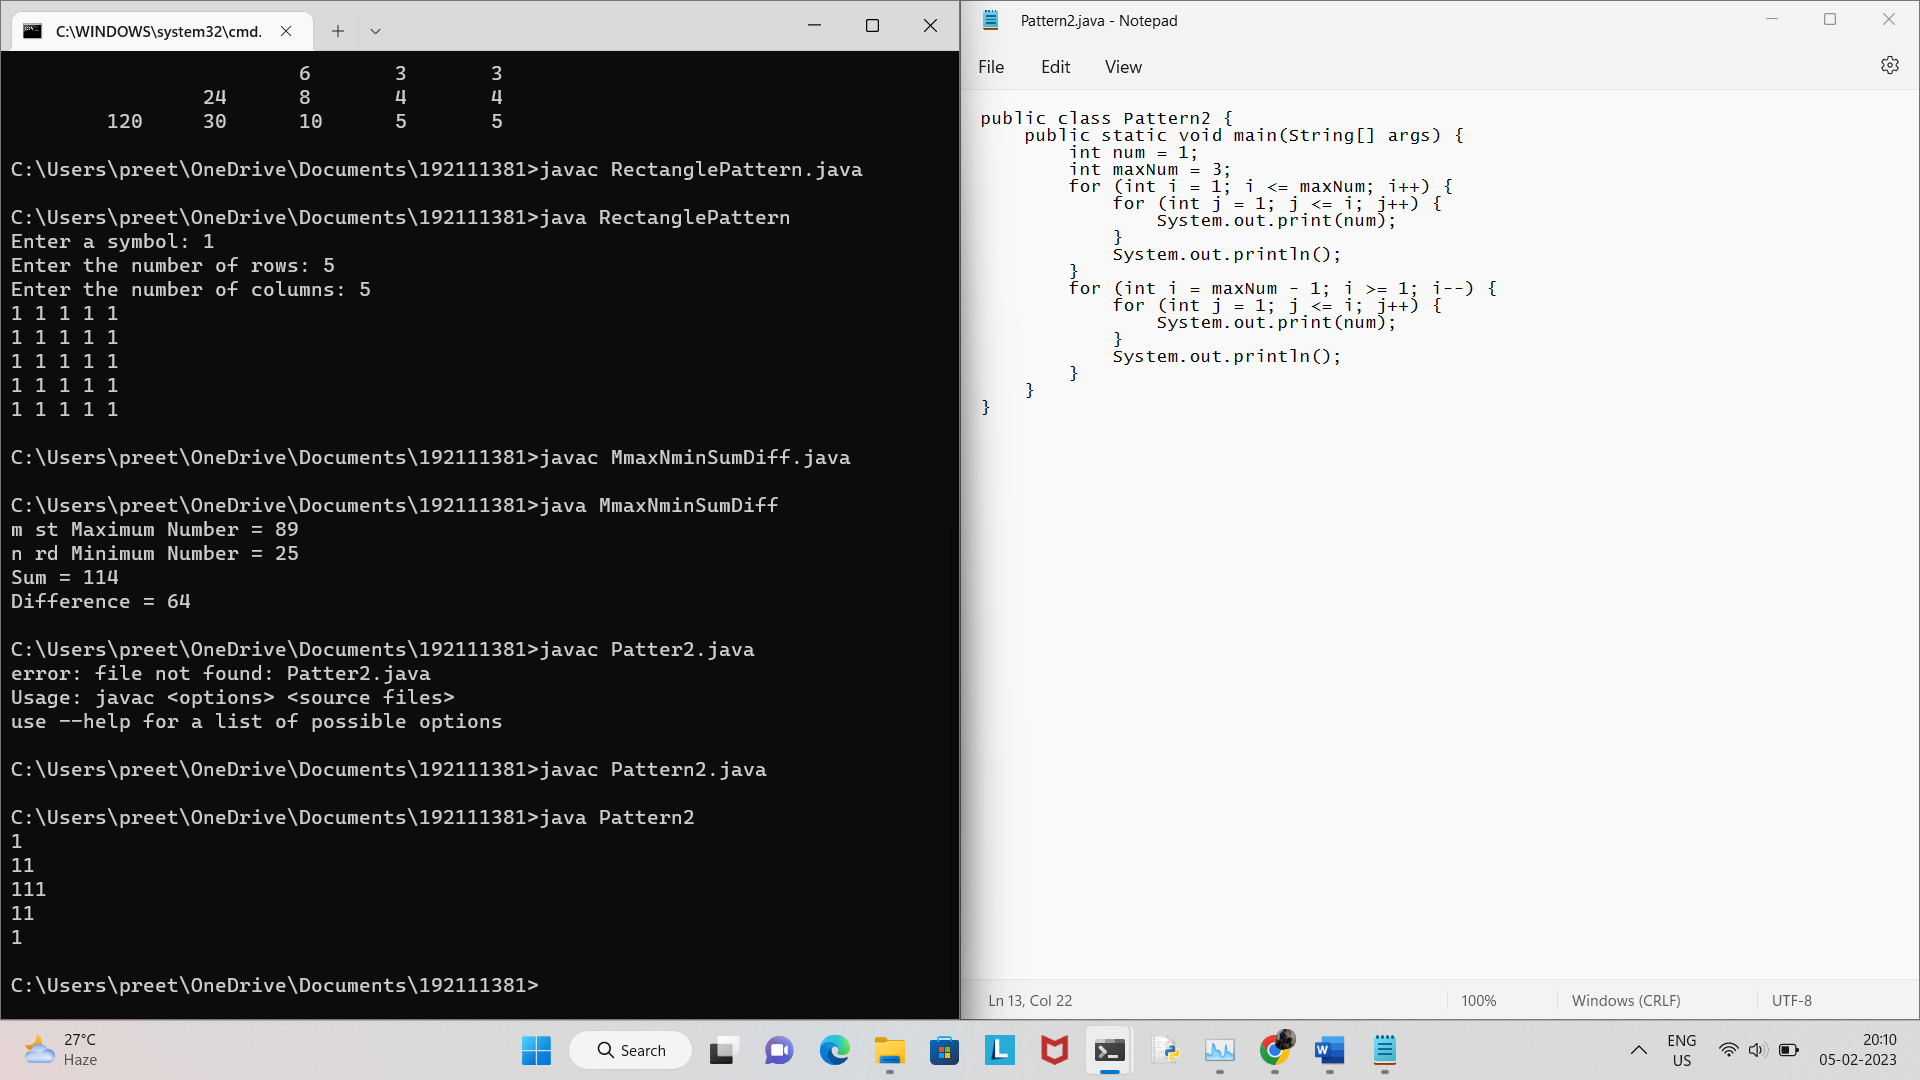 C:\WINDOWS\system32\cmd.
6 3 3
24 8 4 4
120 30 10 5 5
C:\Users\preet\OneDrive\Documents\192111381>javac RectanglePattern.java
C:\Users\preet\OneDrive\Documents\192111381>java RectanglePattern
Enter a symbol: 1
Enter the number of rows: 5
Enter the number of columns: 5
1 1 1 1 1
1 1 1 1 1
1 1 1 1 1
1 1 1 1 1
1 1 1 1 1
C:\Users\preet\OneDrive\Documents\192111381>javac MmaxNminSumDiff.java
C:\Users\preet\OneDrive\Documents\192111381>java MmaxNminSumDiff
m st Maximum Number = 89
n rd Minimum Number = 25
Sum = 114
Difference = 64
C:\Users\preet\OneDrive\Documents\192111381>javac Patter2.java
error: file not found: Patter2.java
Usage: javac <options> <source files>
use --help for a list of possible options
C:\Users\preet\OneDrive\Documents\192111381>javac Pattern2.java
C:\Users\preet\OneDrive\Documents\192111381>java Pattern2
1
11
111
11
1
C:\Users\preet\OneDrive\Documents\192111381>
Pattern2.java - Notepad
File Edit View
public class Pattern2 {
    public static void main(String[] args) {
        int num = 1;
        int maxNum = 3;
        for (int i = 1; i <= maxNum; i++) {
            for (int j = 1; j <= i; j++) {
                System.out.print(num);
            }
            System.out.println();
        }
        for (int i = maxNum - 1; i >= 1; i--) {
            for (int j = 1; j <= i; j++) {
                System.out.print(num);
            }
            System.out.println();
        }
    }
}
Ln 13, Col 22 100% Windows (CRLF) UTF-8
27°C
Haze
Search
L
W
ENG
US
20:10
05-02-2023